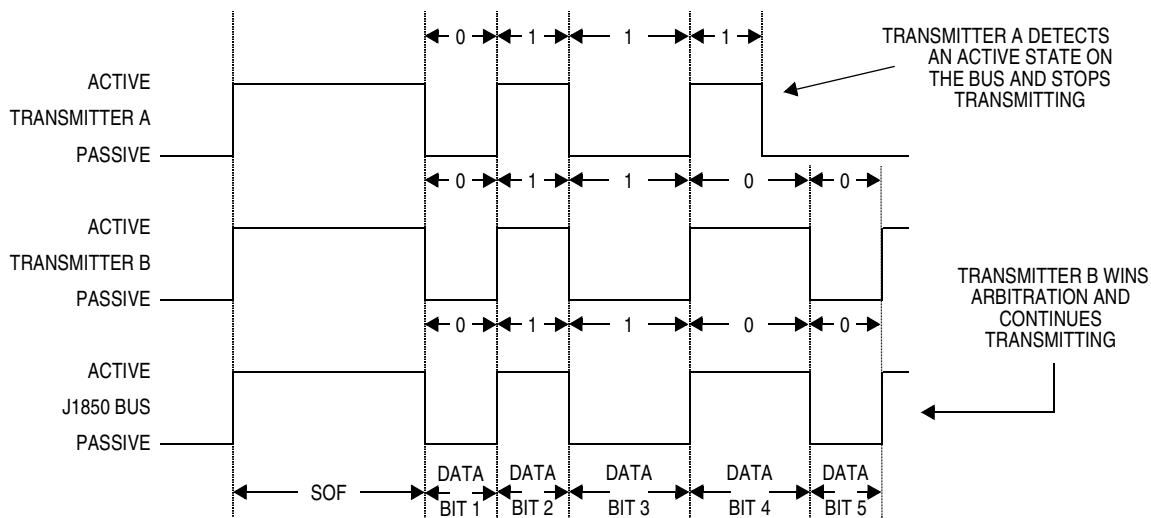 0 1 1 1
TRANSMITTER A DETECTS
AN ACTIVE STATE ON
THE BUS AND STOPS
TRANSMITTING
ACTIVE
TRANSMITTER A
PASSIVE
0 1 1 0 0
ACTIVE
TRANSMITTER B
PASSIVE
TRANSMITTER B WINS
ARBITRATION AND
CONTINUES
TRANSMITTING
0 1 1 0 0
ACTIVE
J1850 BUS
PASSIVE
SOF
DATA
BIT 1
DATA
BIT 2
DATA
BIT 3
DATA
BIT 4
DATA
BIT 5